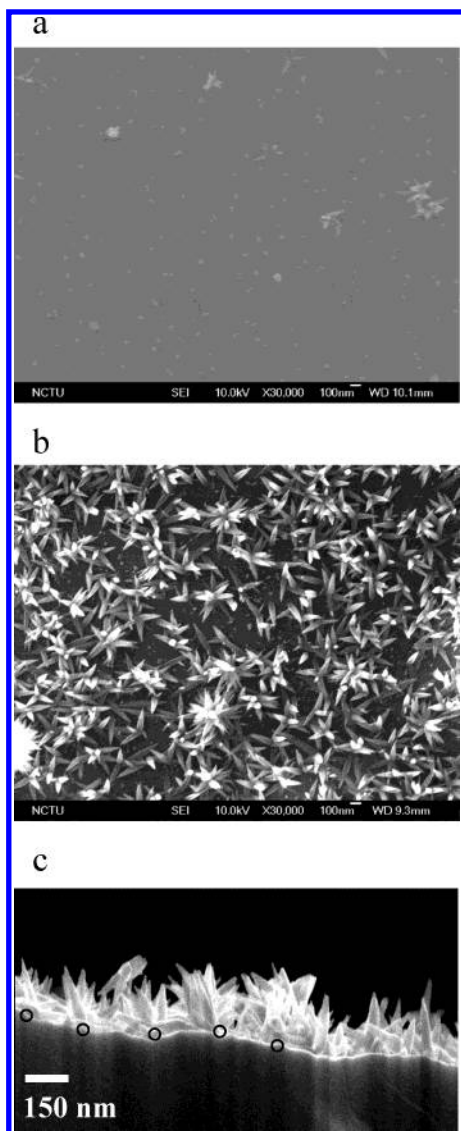 a
NCTU SEI 10.0kV X30,000 100nm WD 10.1mm
b
NCTU SEI 10.0kV X30,000 100nm WD 9.3mm
c
150 nm